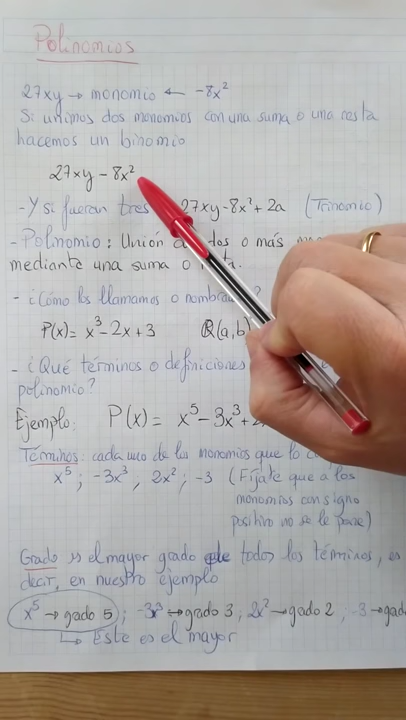 Polinomios
27xy → monomio ← -8x²
Si unimos dos monomios con una suma o una resta
hacemos un binomio
27xy - 8x²
- Y si fueran tres 27xy - 8x² + 2a (Trinomio)
- Polinomio: Unión dos o más
mediante una suma o
- ¿Cómo los llamamos o ?
P(x) = x³ - 2x + 3 Q(a,b)
- ¿Qué términos o definiciones
polinomio?
Ejemplo: P(x) = x⁵ - 3x³ +
Términos: cada uno de los monomios que lo
x⁵ ; -3x³ , 2x² ; -3 (Fíjate que a los
monomios con signo
positivo no se le pone)
Grado es el mayor grado de todos los términos, es
decir, en nuestro ejemplo
x⁵ → grado 5 ; -3x³ → grado 3 ; 2x² → grado 2 , -3 → grad
↳ Este es el mayor